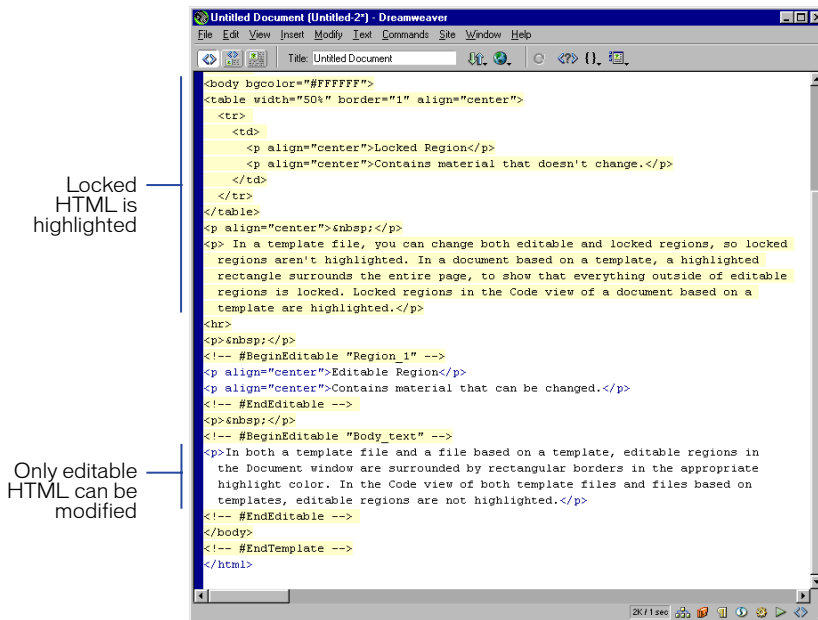 Untitled Document (Untitled-2*) - Dreamweaver
File Edit View Insert Modify Text Commands Site Window Help
Title: Untitled Document
<body bgcolor="#FFFFFF">
<table width="50%" border="1" align="center">
<tr>
<td>
<p align="center">Locked Region</p>
<p align="center">Contains material that doesn't change.</p>
</td>
</tr>
</table>
<p align="center">&nbsp;</p>
<p> In a template file, you can change both editable and locked regions, so locked
regions aren't highlighted. In a document based on a template, a highlighted
rectangle surrounds the entire page, to show that everything outside of editable
regions is locked. Locked regions in the Code view of a document based on a
template are highlighted.</p>
<hr>
<p>&nbsp;</p>
<!-- #BeginEditable "Region_1" -->
<p align="center">Editable Region</p>
<p align="center">Contains material that can be changed.</p>
<!-- #EndEditable -->
<p>&nbsp;</p>
<!-- #BeginEditable "Body_text" -->
<p>In both a template file and a file based on a template, editable regions in
the Document window are surrounded by rectangular borders in the appropriate
highlight color. In the Code view of both template files and files based on
templates, editable regions are not highlighted.</p>
<!-- #EndEditable -->
</body>
<!-- #EndTemplate -->
</html>
2K / 1 sec
Locked
HTML is
highlighted
Only editable
HTML can be
modified